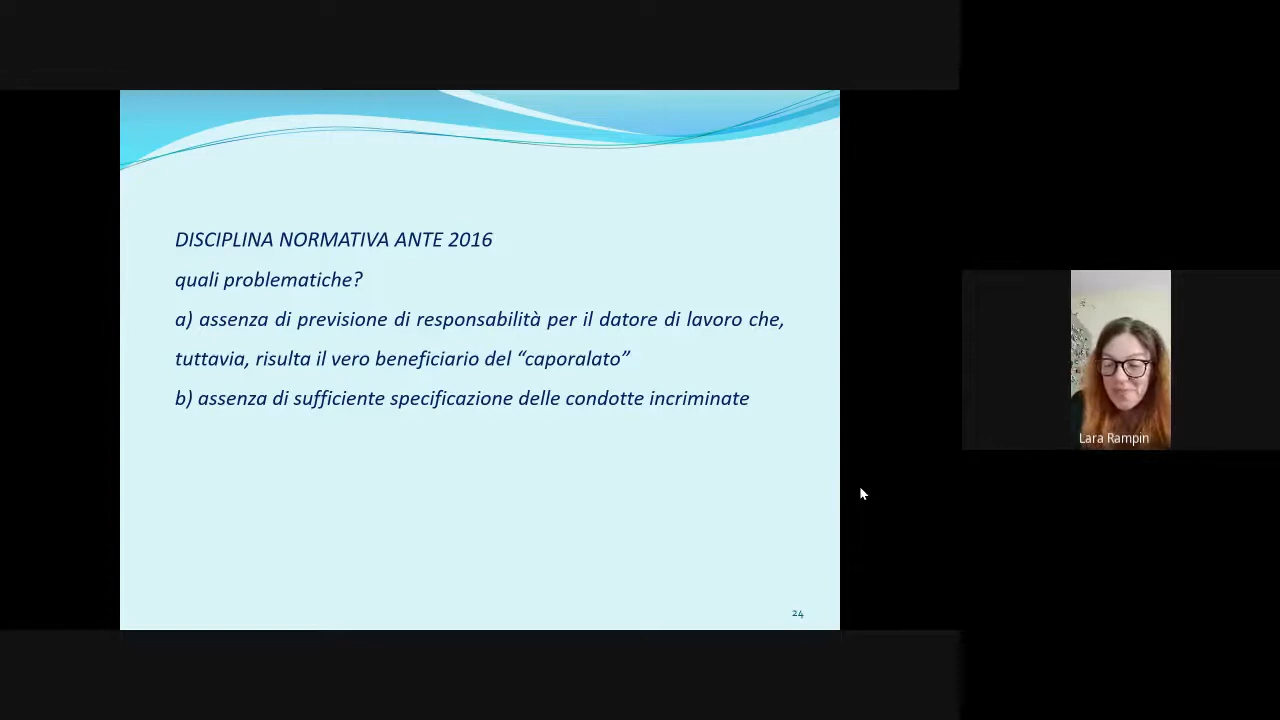 DISCIPLINA NORMATIVA ANTE 2016
quali problematiche?
a) assenza di previsione di responsabilità per il datore di lavoro che,
tuttavia, risulta il vero beneficiario del “caporalato”
b) assenza di sufficiente specificazione delle condotte incriminate
24
Lara Rampin